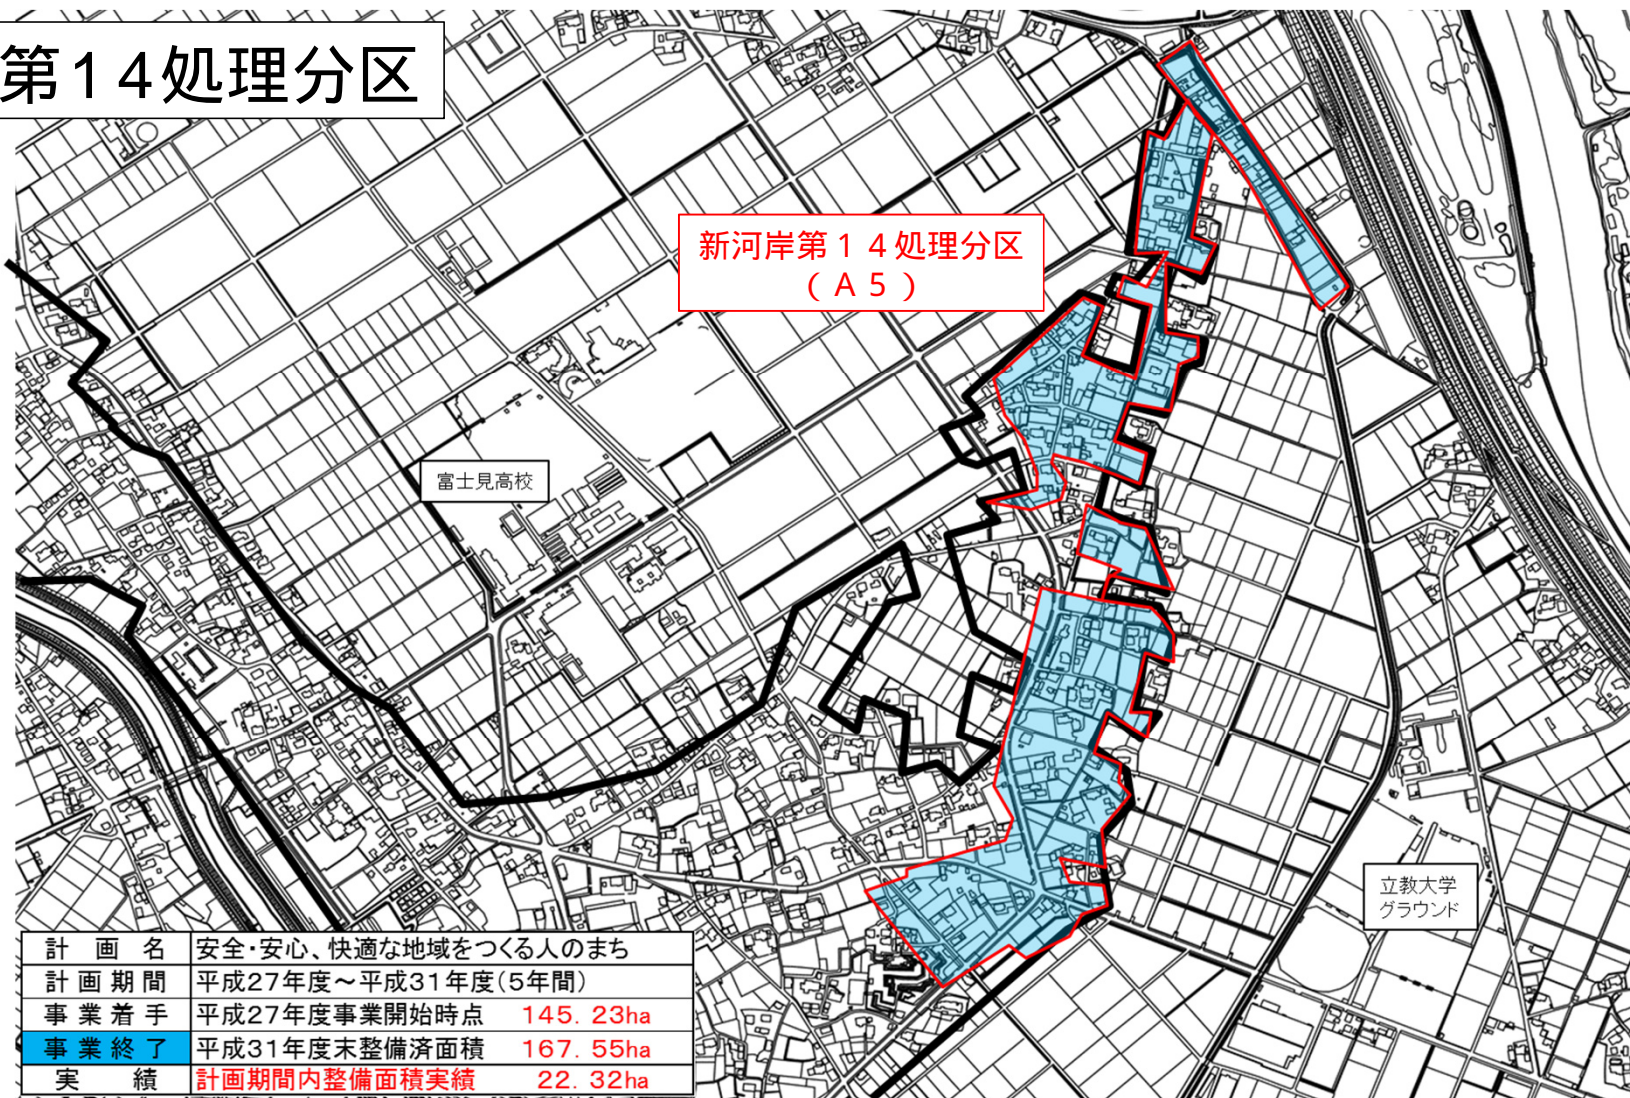 第14処理分区
新河岸第14処理分区
(A5)
富士見高校
立教大学
グラウンド
計画名 安全・安心、快適な地域をつくる人のまち
計画期間 平成27年度～平成31年度(5年間)
事業着手 平成27年度事業開始時点 145.23ha
事業終了 平成31年度末整備済面積 167.55ha
実績 計画期間内整備面積実績 22.32ha